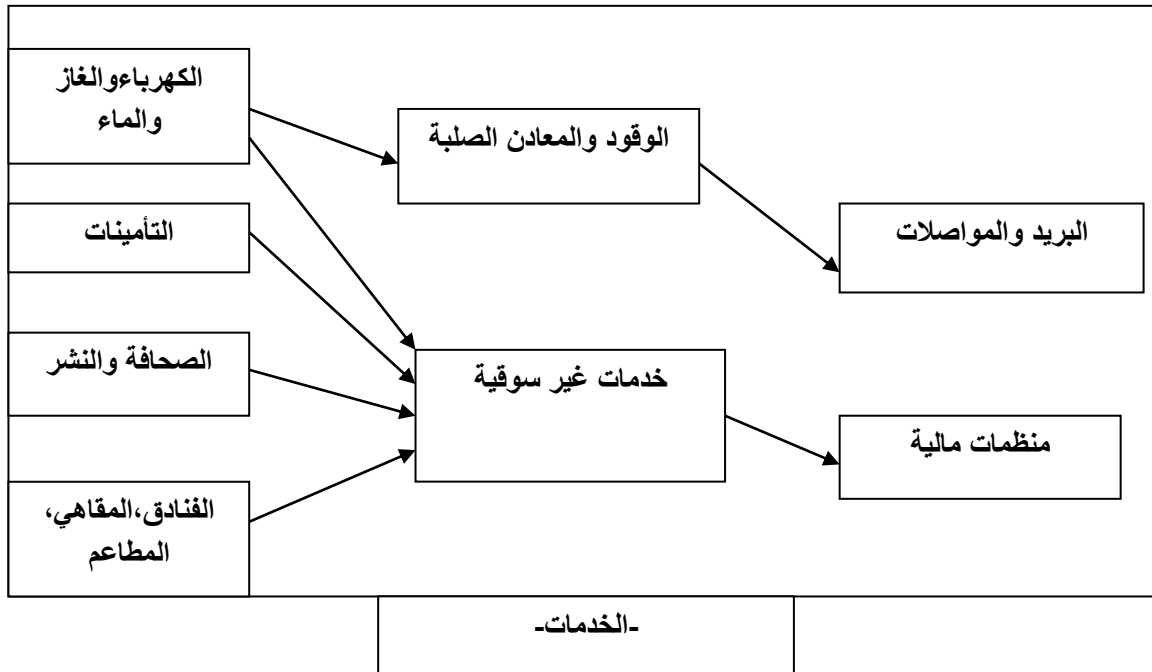 الكهرباءوالغاز
والماء
الوقود والمعادن الصلبة
التأمينات
البريد والمواصلات
الصحافة والنشر
خدمات غير سوقية
منظمات مالية
الفنادق،المقاهي،
المطاعم
-الخدمات-